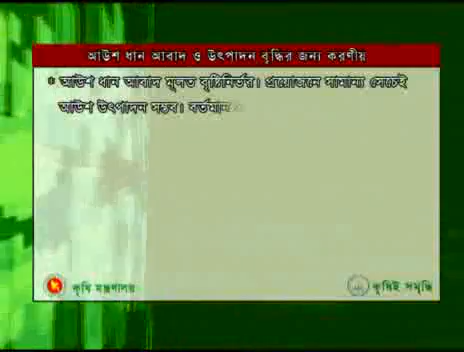 আউশ ধান আবাদ ও উৎপাদন বৃদ্ধির জন্য করণীয়
* আউশ ধান আবাদ মূলত বৃষ্টিনির্ভর। প্রয়োজনে সামান্য সেচেই
আউশ উৎপাদন সম্ভব। বর্তমান
কৃষি মন্ত্রণালয়
কৃষিই সমৃদ্ধি